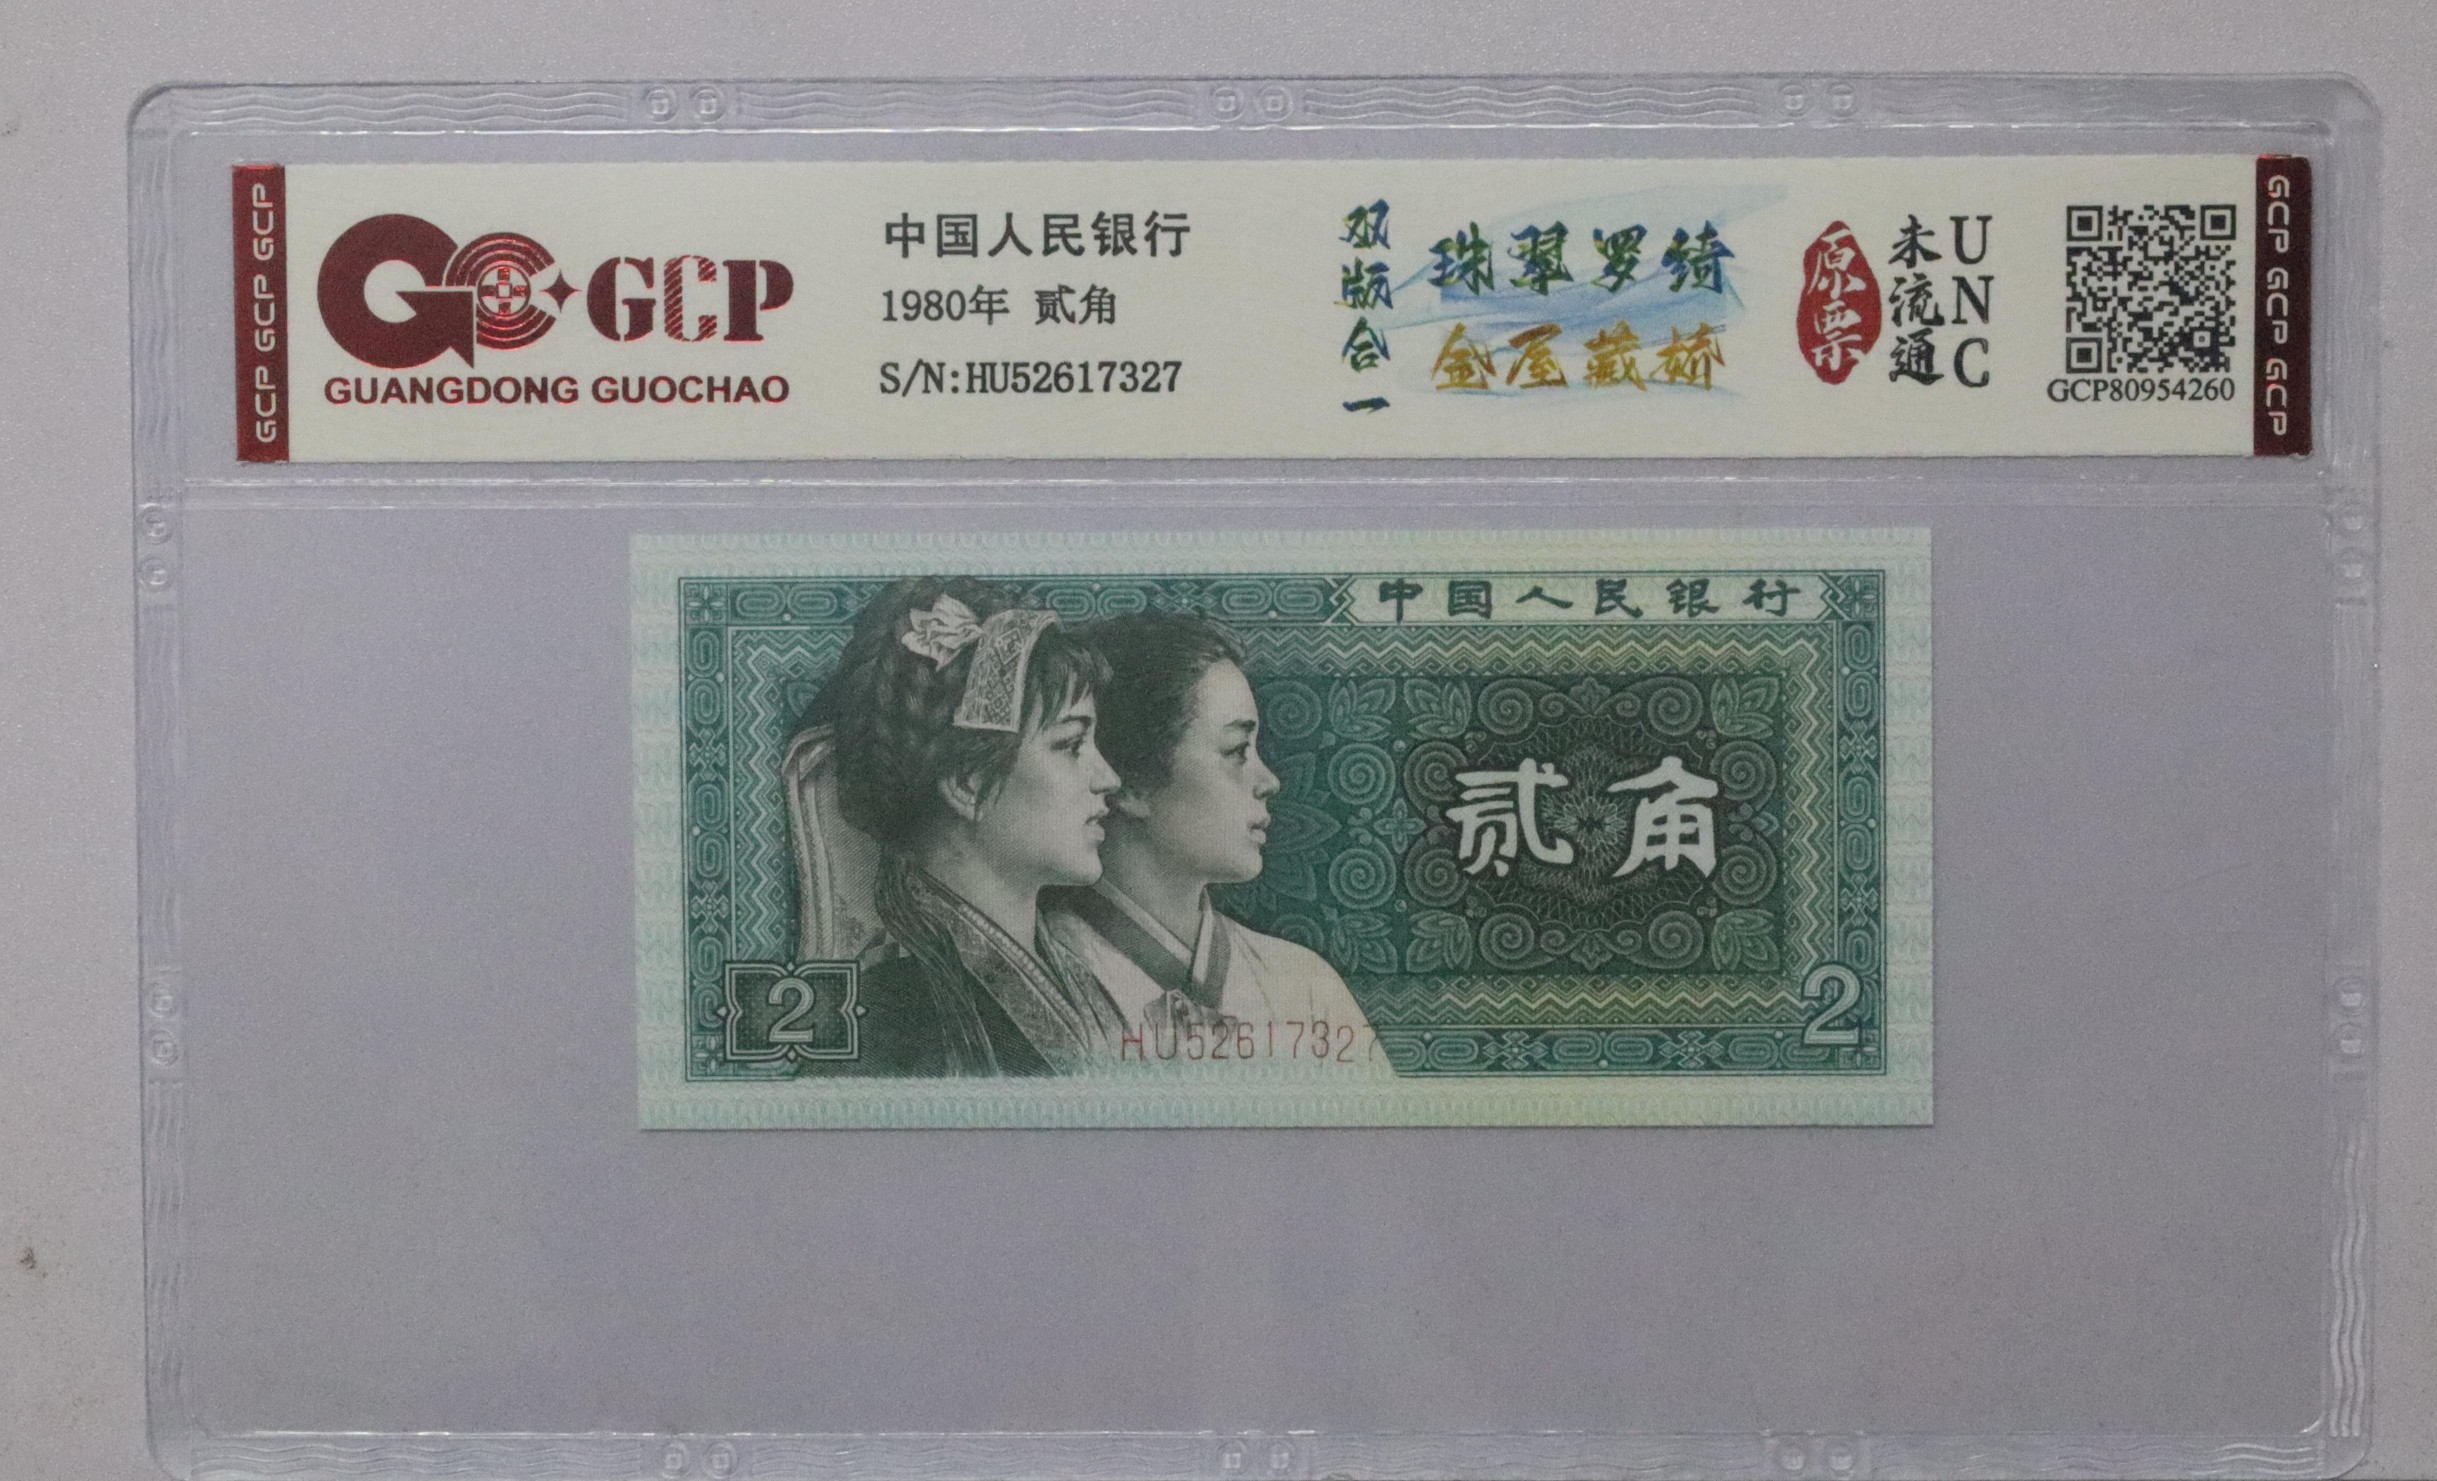 GCP GCP GCP
GCP
GUANGDONG GUOCHAO
中国人民银行
1980年 贰角
S/N:HU52617327
双版合一
珠翠罗绮
金屋藏娇
原票
未流通
UNC
GCP80954260
GCP GCP GCP
中国人民银行
贰角
2
HU52617327
2